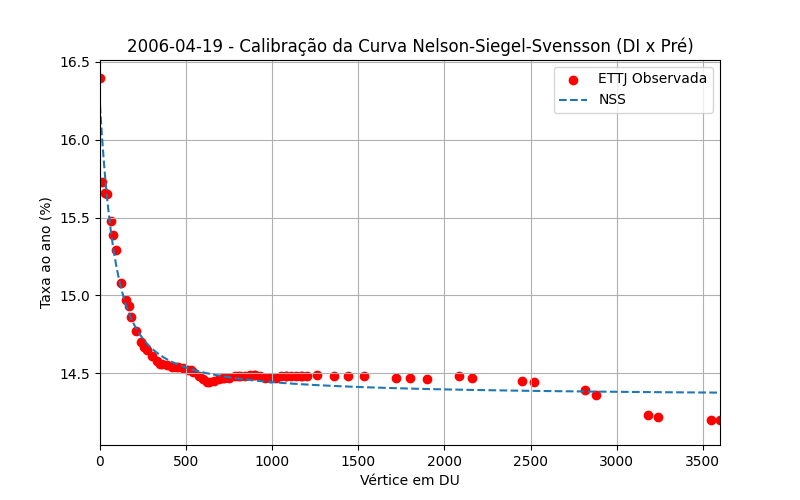 2006-04-19 - Calibração da Curva Nelson-Siegel-Svensson (DI x Pré)
ETTJ Observada
NSS
Taxa ao ano (%)
16.5
16.0
15.5
15.0
14.5
0 500 1000 1500 2000 2500 3000 3500
Vértice em DU